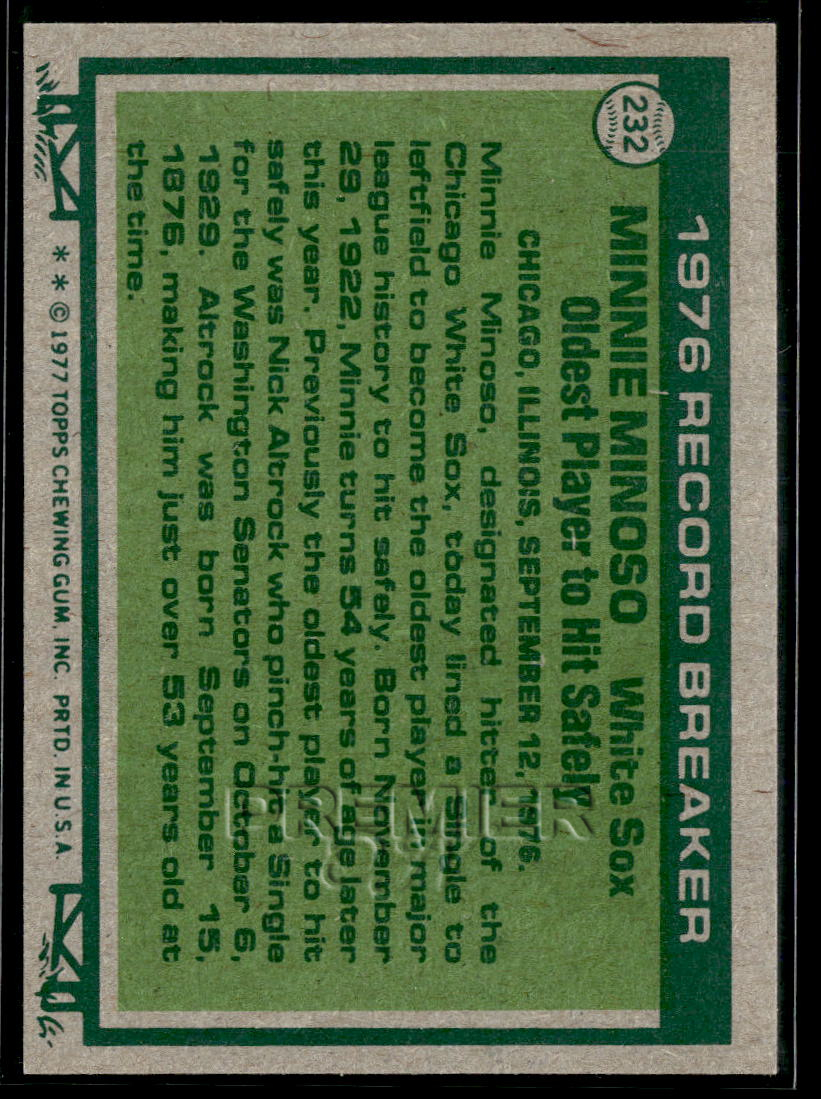 1976 RECORD BREAKER
232
MINNIE MINOSO White Sox
Oldest Player to Hit Safely
CHICAGO, ILLINOIS, SEPTEMBER 12, 1976.
Minnie Minoso, designated hitter of the
Chicago White Sox, today lined a Single to
leftfield to become the oldest player in major
league history to hit safely. Born November
29, 1922, Minnie turns 54 years of age later
this year. Previously the oldest player to hit
safely was Nick Altrock who pinch-hit a Single
for the Washington Senators on October 6,
1929. Altrock was born September 15,
1876, making him just over 53 years old at
the time.
* * © 1977 TOPPS CHEWING GUM, INC. PRTD. IN U.S.A.
PREMIER